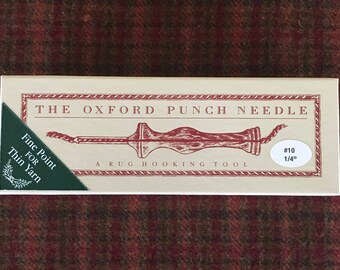 THE OXFORD PUNCH NEEDLE
Fine Point
FOR
Thin Yarn
#10
1/4"
A RUG HOOKING TOOL